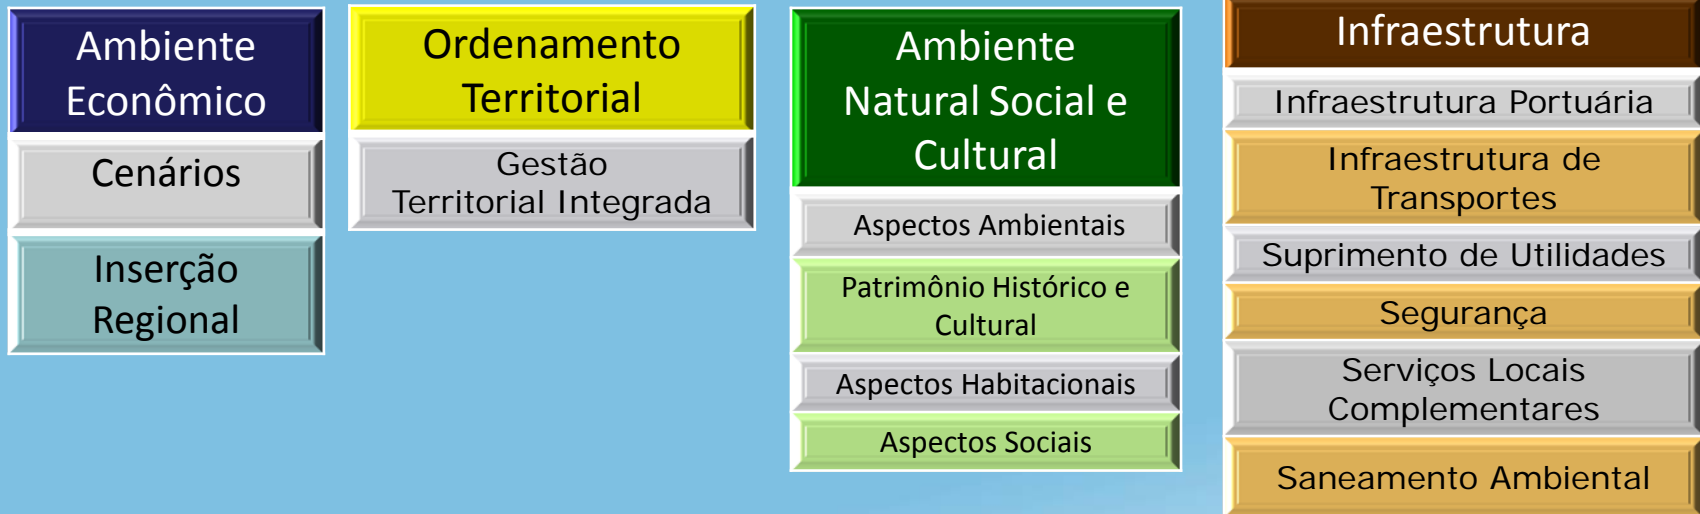 Ambiente
Econômico
Cenários
Inserção
Regional
Ordenamento
Territorial
Gestão
Territorial Integrada
Ambiente
Natural Social e
Cultural
Aspectos Ambientais
Patrimônio Histórico e
Cultural
Aspectos Habitacionais
Aspectos Sociais
Infraestrutura
Infraestrutura Portuária
Infraestrutura de
Transportes
Suprimento de Utilidades
Segurança
Serviços Locais
Complementares
Saneamento Ambiental